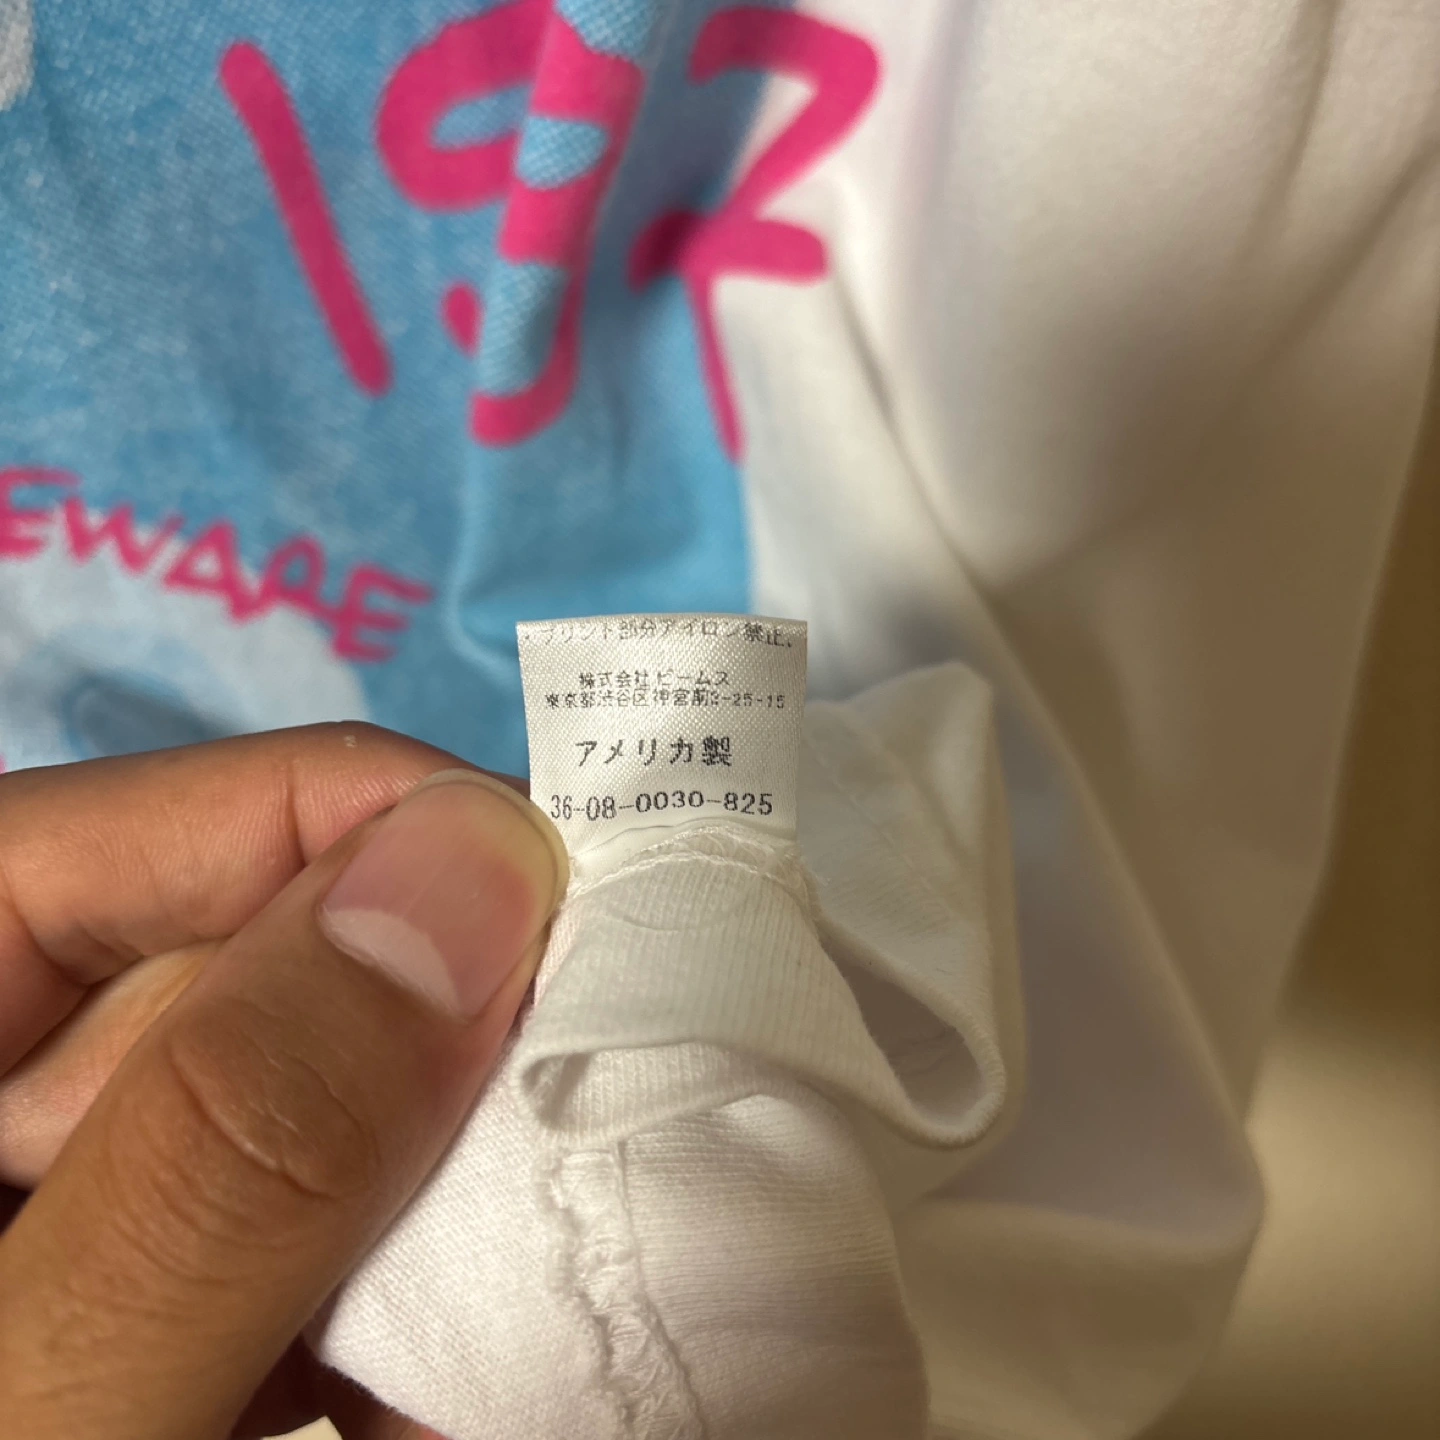 192
EWARE
プリント部分アイロン禁止、
株式会社ビームス
東京都渋谷区神宮前3-25-15
アメリカ製
36-08-0030-825